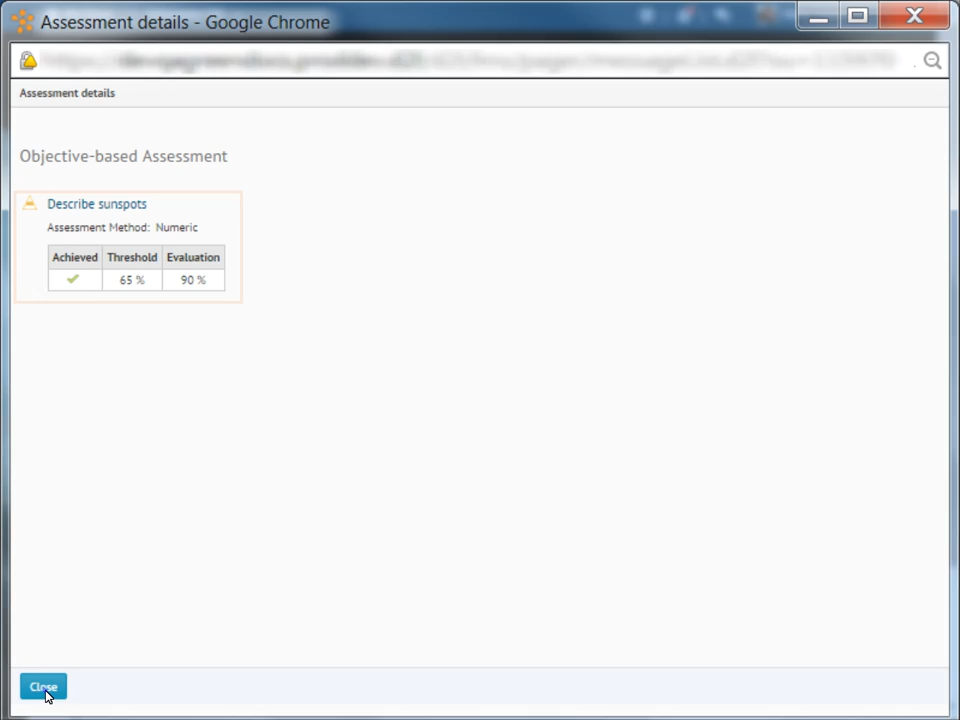 Assessment details - Google Chrome
Assessment details
Objective-based Assessment
Describe sunspots
Assessment Method: Numeric
Achieved Threshold Evaluation
65 % 90 %
Close